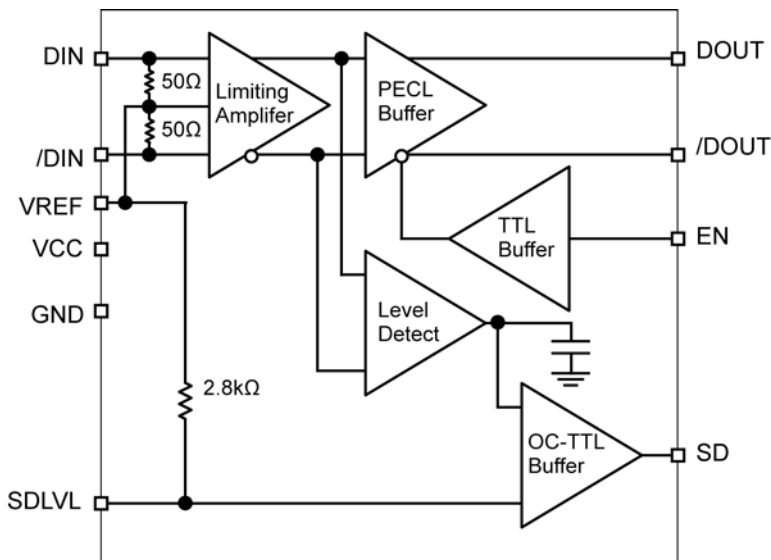 DIN
DOUT
50Ω
Limiting
Amplifer
PECL
Buffer
50Ω
/DIN
/DOUT
VREF
TTL
Buffer
EN
VCC
GND
Level
Detect
2.8kΩ
OC-TTL
Buffer
SD
SDLVL